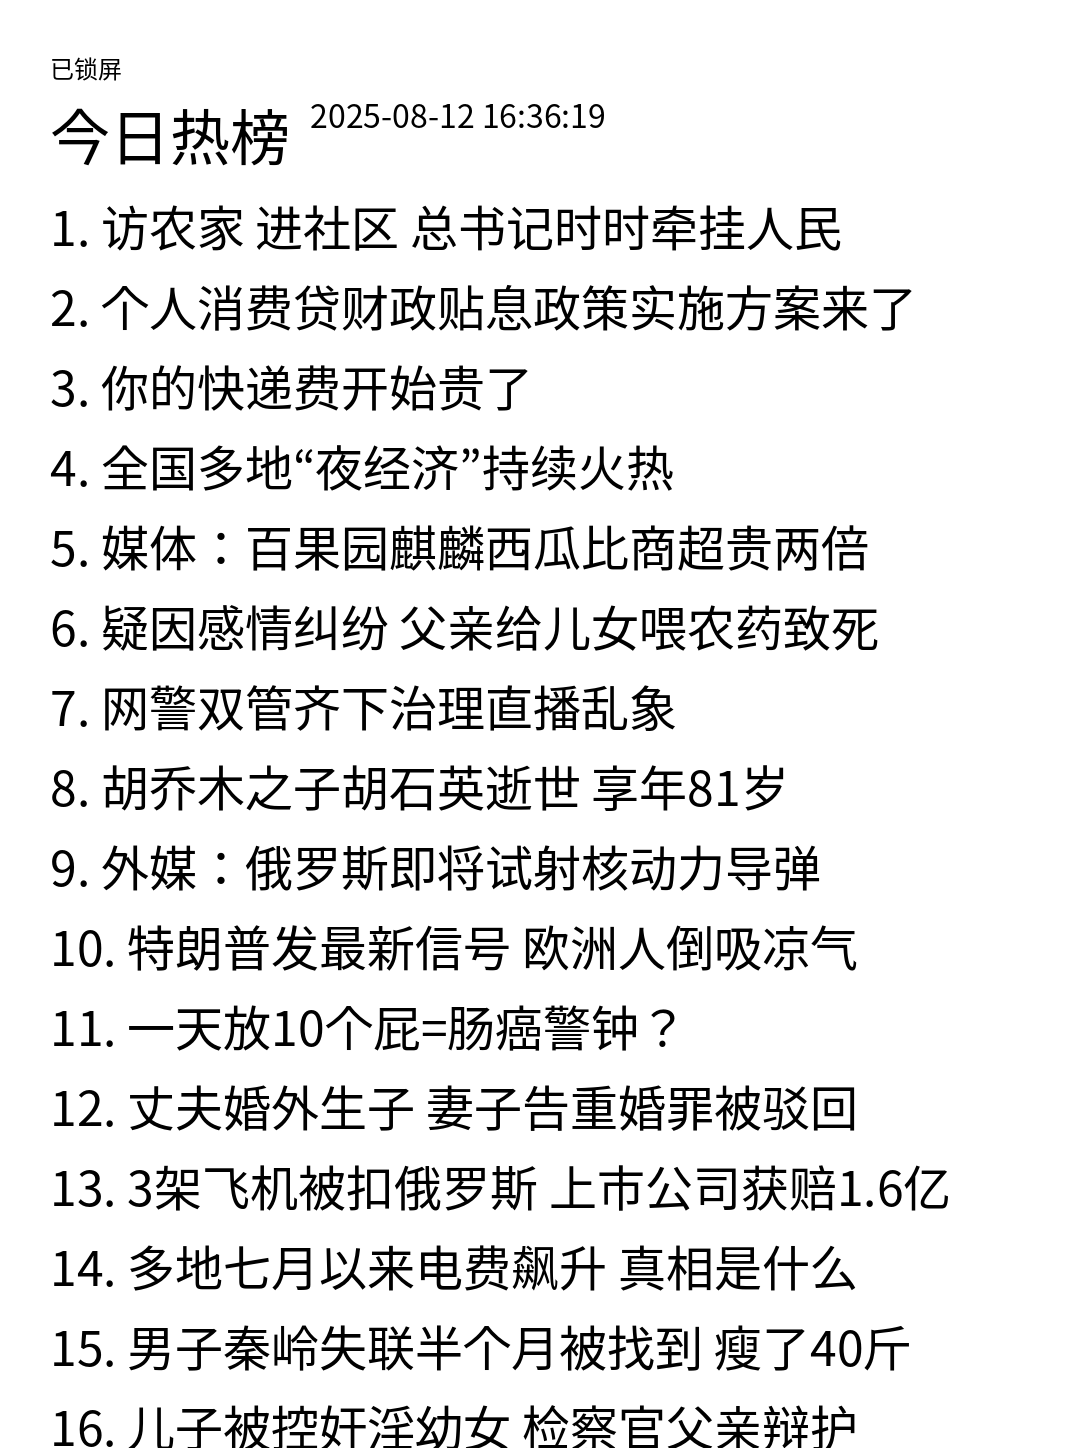 已锁屏
今日热榜 2025-08-12 16:36:19
1. 访农家 进社区 总书记时时牵挂人民
2. 个人消费贷财政贴息政策实施方案来了
3. 你的快递费开始贵了
4. 全国多地“夜经济”持续火热
5. 媒体：百果园麒麟西瓜比商超贵两倍
6. 疑因感情纠纷 父亲给儿女喂农药致死
7. 网警双管齐下治理直播乱象
8. 胡乔木之子胡石英逝世 享年81岁
9. 外媒：俄罗斯即将试射核动力导弹
10. 特朗普发最新信号 欧洲人倒吸凉气
11. 一天放10个屁=肠癌警钟？
12. 丈夫婚外生子 妻子告重婚罪被驳回
13. 3架飞机被扣俄罗斯 上市公司获赔1.6亿
14. 多地七月以来电费飙升 真相是什么
15. 男子秦岭失联半个月被找到 瘦了40斤
16. 儿子被控奸淫幼女 检察官父亲辩护